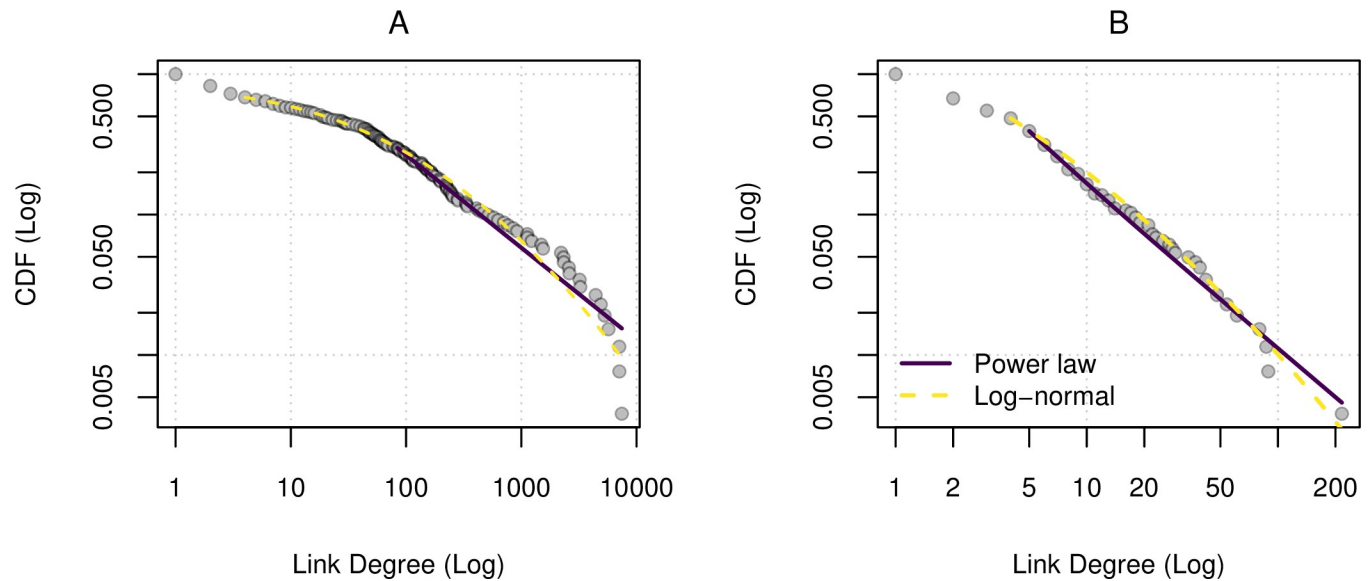 A
CDF (Log)
0.500
0.050
0.005
1 10 100 1000 10000
Link Degree (Log)
B
CDF (Log)
0.500
0.050
0.005
Power law
Log−normal
1 2 5 10 20 50 200
Link Degree (Log)